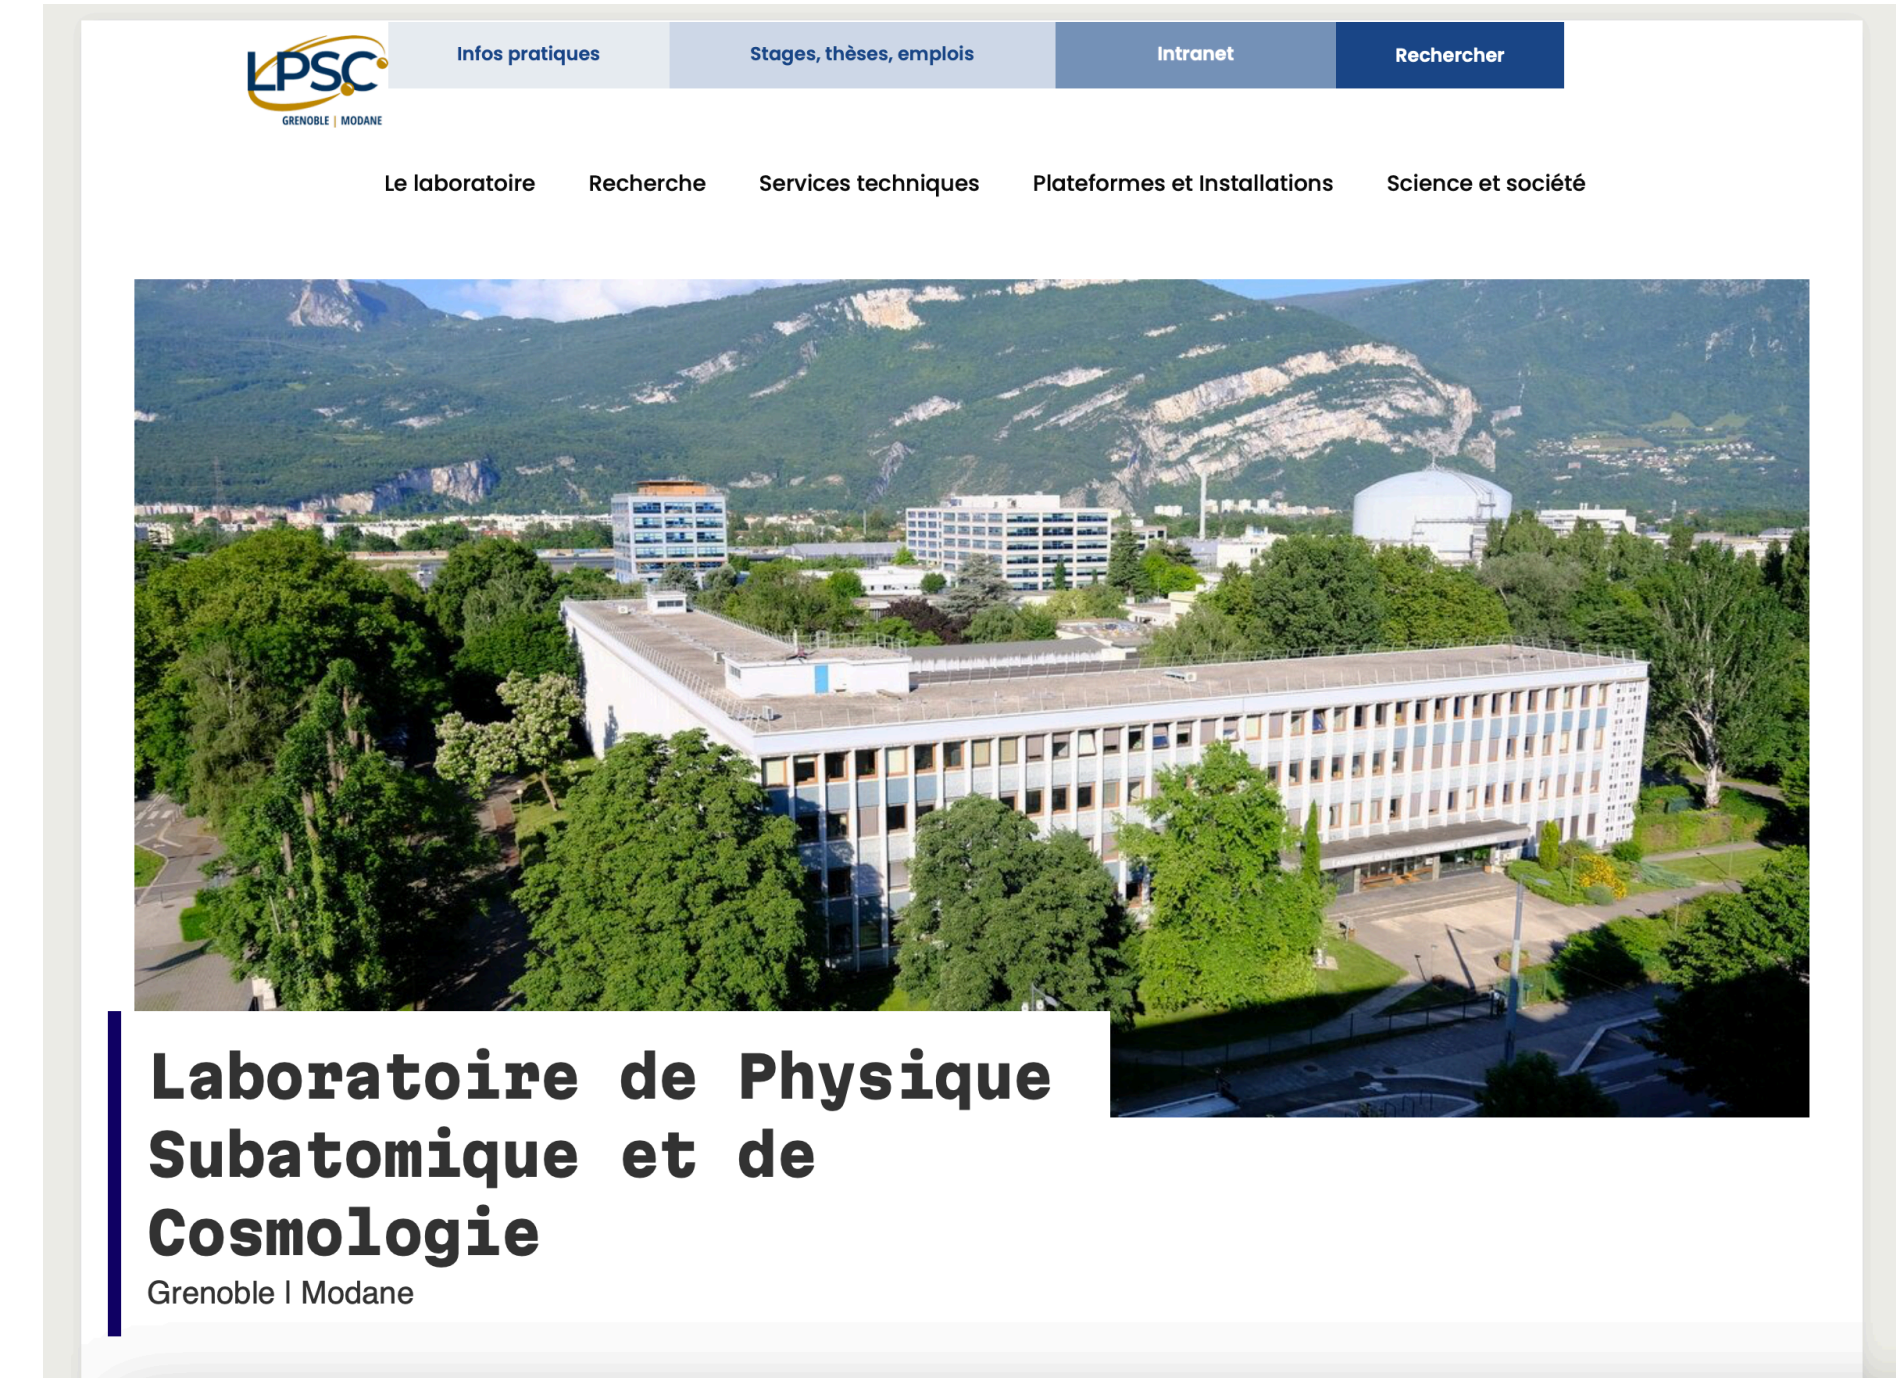 LPSC
GRENOBLE | MODANE
Infos pratiques
Stages, thèses, emplois
Intranet
Rechercher
Le laboratoire
Recherche
Services techniques
Plateformes et Installations
Science et société
Laboratoire de Physique
Subatomique et de
Cosmologie
Grenoble | Modane